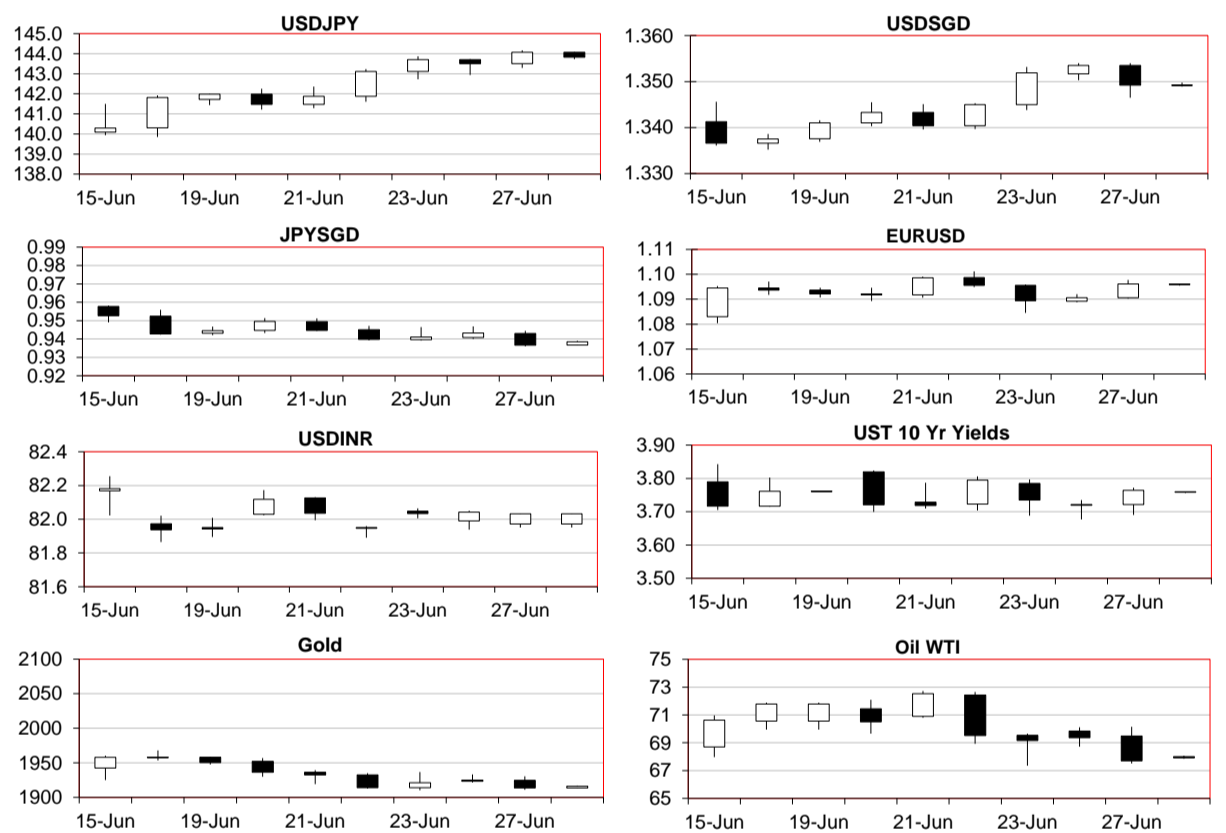 USDJPY
145.0
144.0
143.0
142.0
141.0
140.0
139.0
138.0
15-Jun 19-Jun 21-Jun 23-Jun 27-Jun
USDSGD
1.360
1.350
1.340
1.330
15-Jun 19-Jun 21-Jun 23-Jun 27-Jun
JPYSGD
0.99
0.98
0.97
0.96
0.95
0.94
0.93
0.92
15-Jun 19-Jun 21-Jun 23-Jun 27-Jun
EURUSD
1.11
1.10
1.09
1.08
1.07
1.06
15-Jun 19-Jun 21-Jun 23-Jun 27-Jun
USDINR
82.4
82.2
82.0
81.8
81.6
15-Jun 19-Jun 21-Jun 23-Jun 27-Jun
UST 10 Yr Yields
3.90
3.80
3.70
3.60
3.50
15-Jun 19-Jun 21-Jun 23-Jun 27-Jun
Gold
2100
2050
2000
1950
1900
15-Jun 19-Jun 21-Jun 23-Jun 27-Jun
Oil WTI
75
73
71
69
67
65
15-Jun 19-Jun 21-Jun 23-Jun 27-Jun